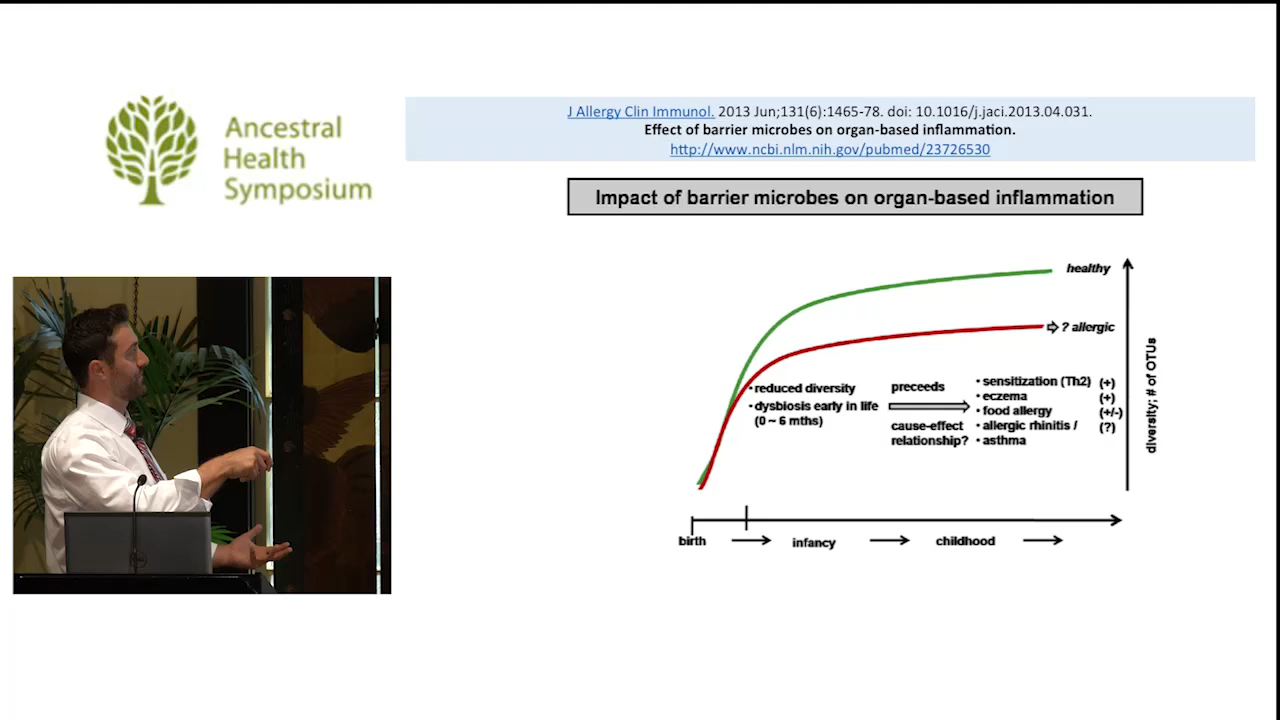 Ancestral
Health
Symposium
J Allergy Clin Immunol. 2013 Jun;131(6):1465-78. doi: 10.1016/j.jaci.2013.04.031.
Effect of barrier microbes on organ-based inflammation.
http://www.ncbi.nlm.nih.gov/pubmed/23726530
Impact of barrier microbes on organ-based inflammation
healthy
? allergic
diversity; # of OTUs
• reduced diversity
• dysbiosis early in life
(0 ~ 6 mths)
preceeds
cause-effect
relationship?
• sensitization (Th2) (+)
• eczema (+)
• food allergy (+/-)
• allergic rhinitis / (?)
• asthma
birth
infancy
childhood